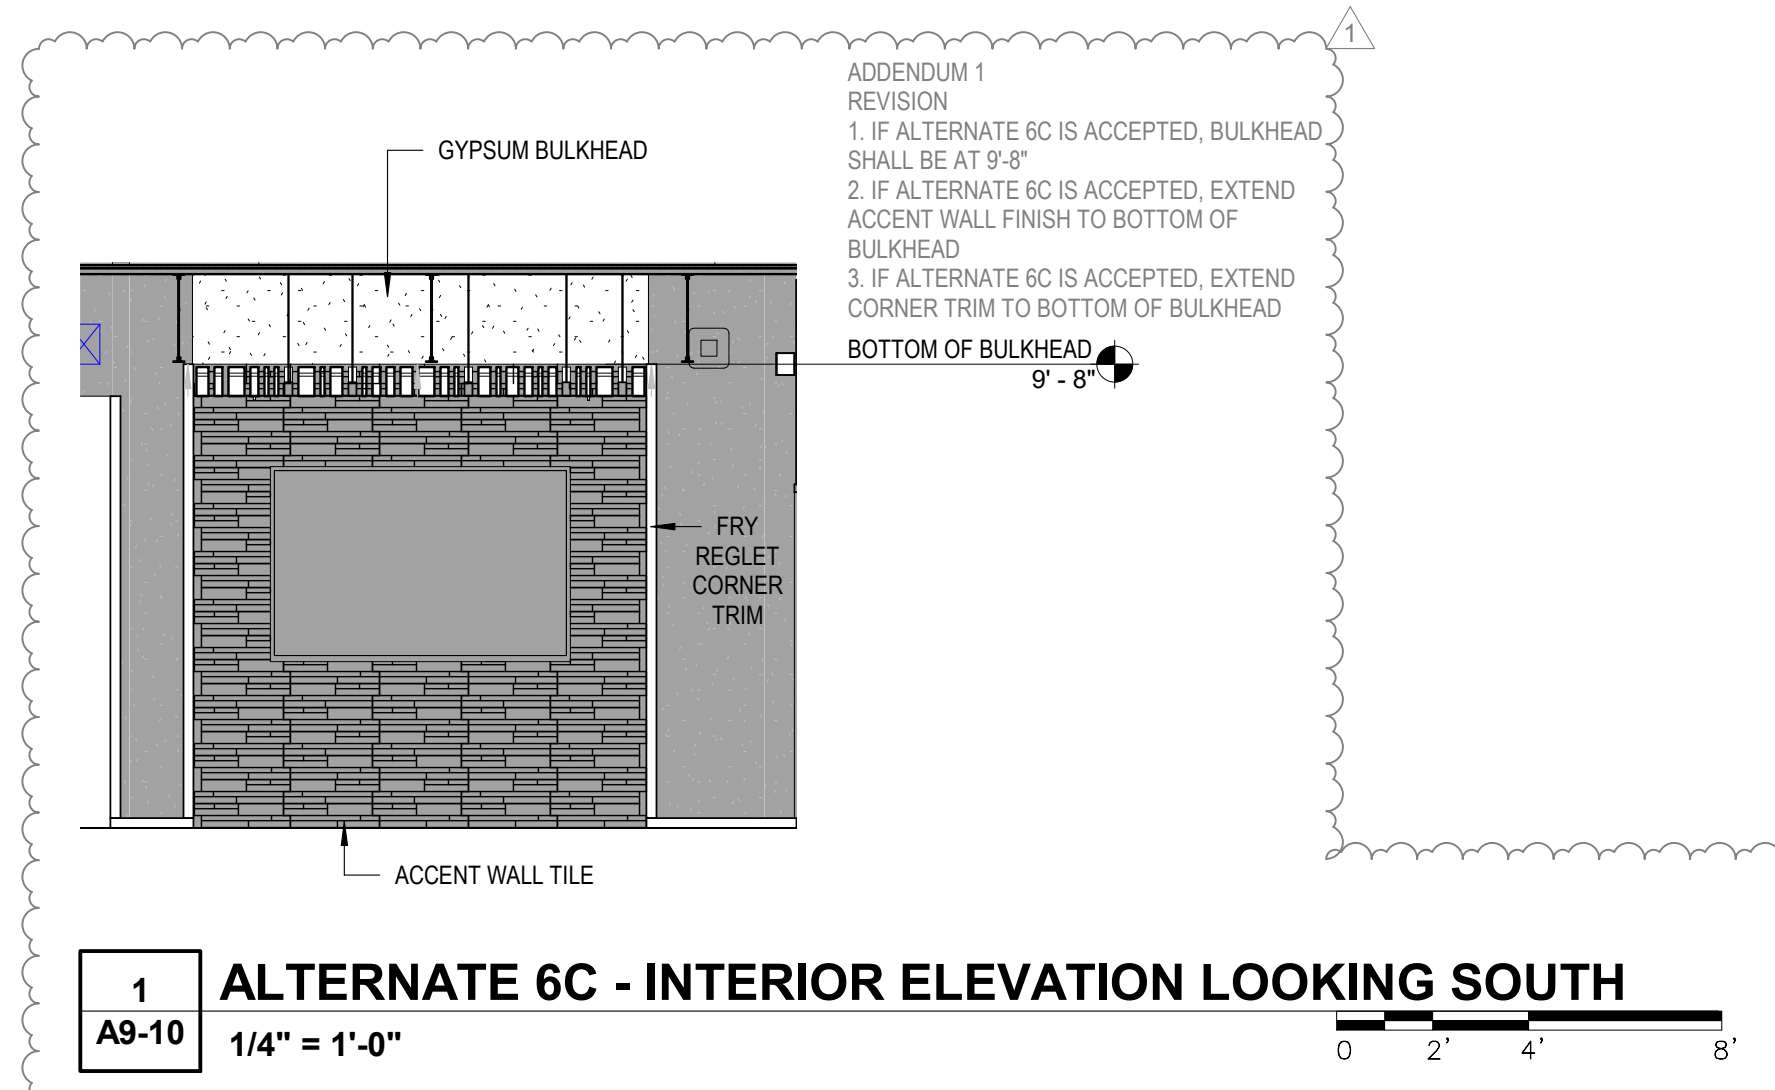 1
ADDENDUM 1
REVISION
1. IF ALTERNATE 6C IS ACCEPTED, BULKHEAD
SHALL BE AT 9'-8"
2. IF ALTERNATE 6C IS ACCEPTED, EXTEND
ACCENT WALL FINISH TO BOTTOM OF
BULKHEAD
3. IF ALTERNATE 6C IS ACCEPTED, EXTEND
CORNER TRIM TO BOTTOM OF BULKHEAD
GYPSUM BULKHEAD
BOTTOM OF BULKHEAD
9' - 8"
FRY
REGLET
CORNER
TRIM
ACCENT WALL TILE
1
A9-10
ALTERNATE 6C - INTERIOR ELEVATION LOOKING SOUTH
1/4" = 1'-0"
0 2' 4' 8'